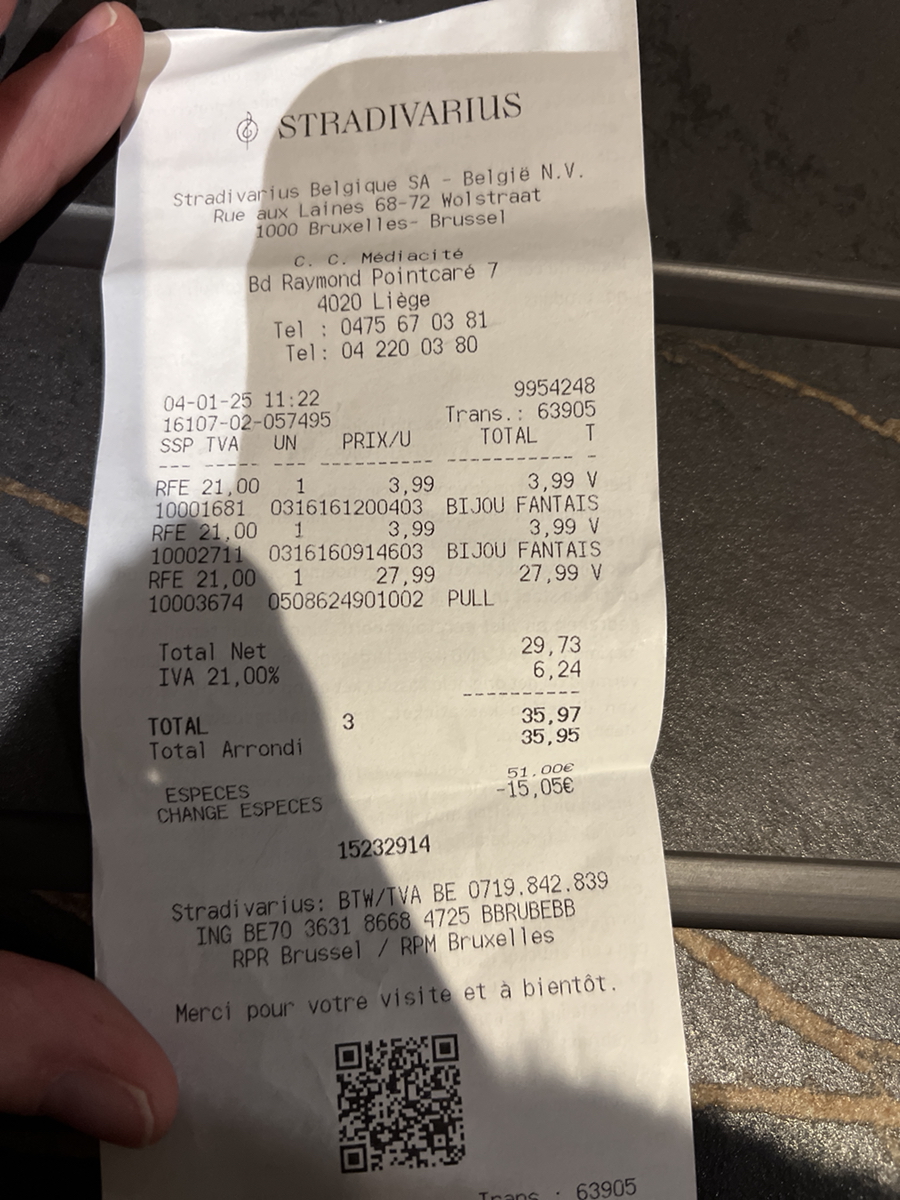 STRADIVARIUS
Stradivarius Belgique SA - België N.V.
Rue aux Laines 68-72 Wolstraat
1000 Bruxelles- Brussel
C. C. Médiacité
Bd Raymond Pointcaré 7
4020 Liège
Tel : 0475 67 03 81
Tel: 04 220 03 80
04-01-25 11:22 9954248
16107-02-057495 Trans.: 63905
SSP TVA UN PRIX/U TOTAL T
--- ----- --- ---------- ----------- -
RFE 21,00 1 3,99 3,99 V
10001681 0316161200403 BIJOU FANTAIS
RFE 21,00 1 3,99 3,99 V
10002711 0316160914603 BIJOU FANTAIS
RFE 21,00 1 27,99 27,99 V
10003674 0508624901002 PULL
Total Net 29,73
IVA 21,00% 6,24
----------
TOTAL 3 35,97
Total Arrondi 35,95
ESPECES 51,00€
CHANGE ESPECES -15,05€
15232914
Stradivarius: BTW/TVA BE 0719.842.839
ING BE70 3631 8668 4725 BBRUBEBB
RPR Brussel / RPM Bruxelles
Merci pour votre visite et à bientôt.
Trans : 63905